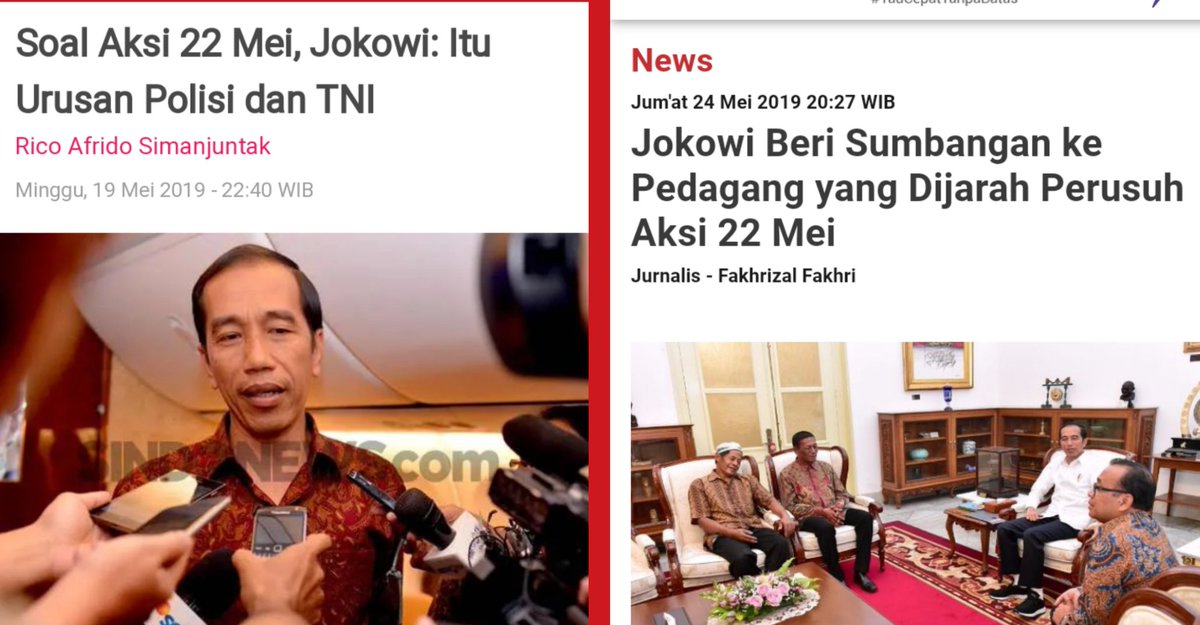 Soal Aksi 22 Mei, Jokowi: Itu
Urusan Polisi dan TNI
Rico Afrido Simanjuntak
Minggu, 19 Mei 2019 - 22:40 WIB
SINDONEWS.com
News
Jum'at 24 Mei 2019 20:27 WIB
Jokowi Beri Sumbangan ke
Pedagang yang Dijarah Perusuh
Aksi 22 Mei
Jurnalis - Fakhrizal Fakhri